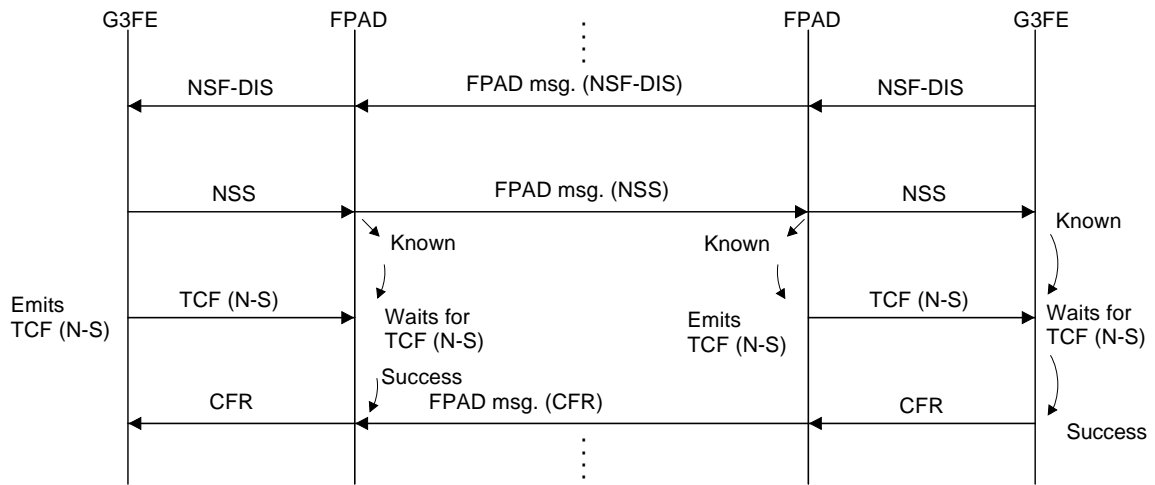 G3FE FPAD FPAD G3FE
NSF-DIS FPAD msg. (NSF-DIS) NSF-DIS
NSS FPAD msg. (NSS) NSS
Known Known Known
Emits
TCF (N-S)
TCF (N-S)
Waits for
TCF (N-S)
Emits
TCF (N-S)
TCF (N-S)
Waits for
TCF (N-S)
Success
CFR FPAD msg. (CFR) CFR
Success